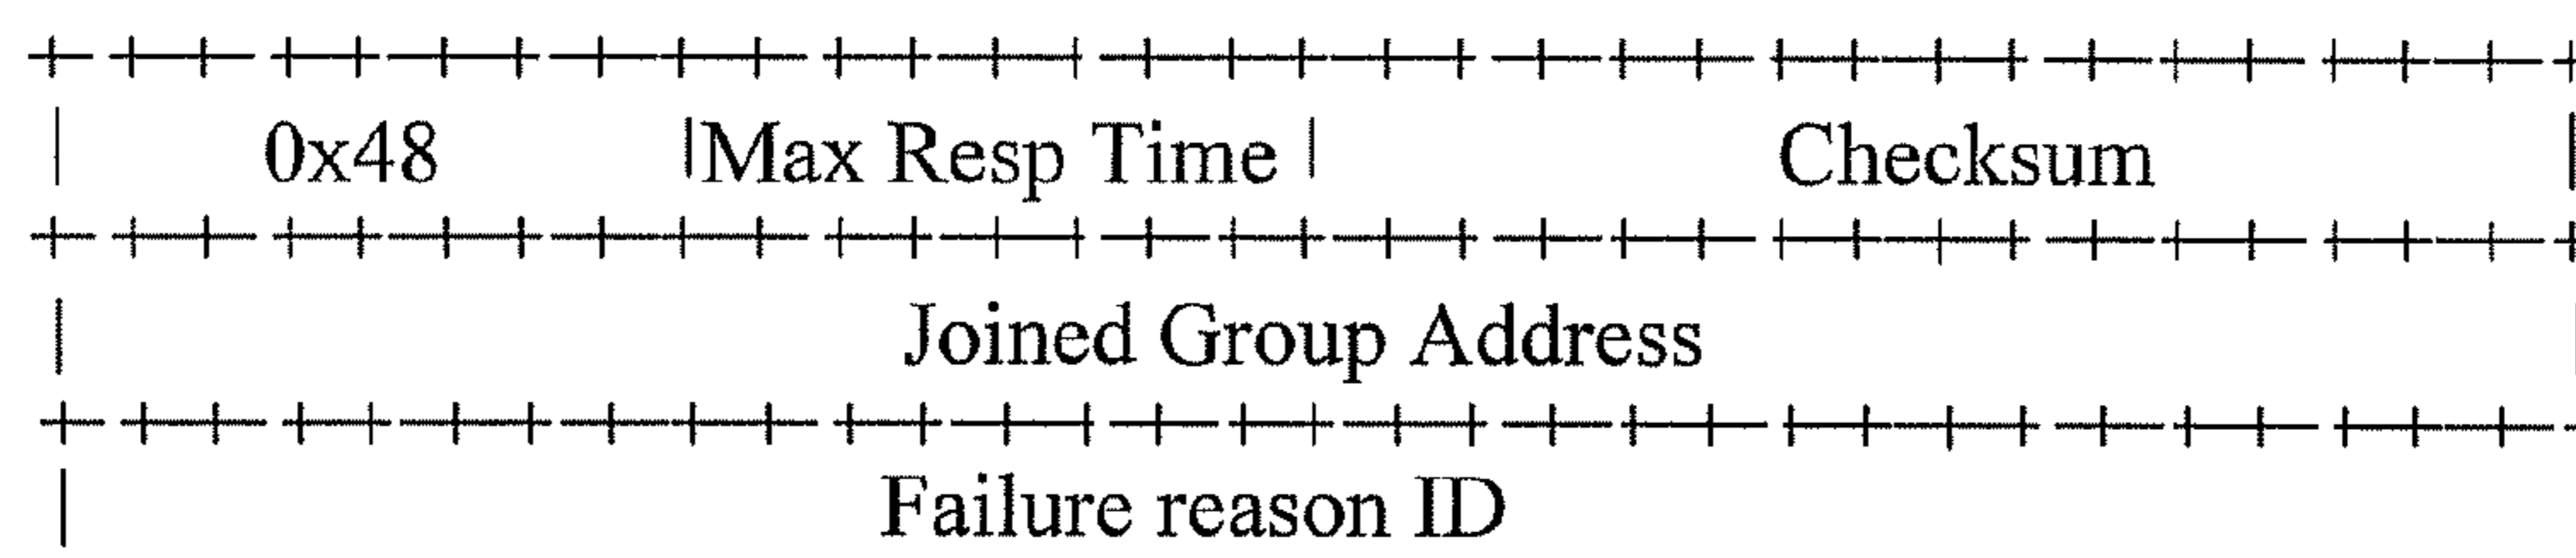 0x48 |Max Resp Time | Checksum
Joined Group Address
Failure reason ID